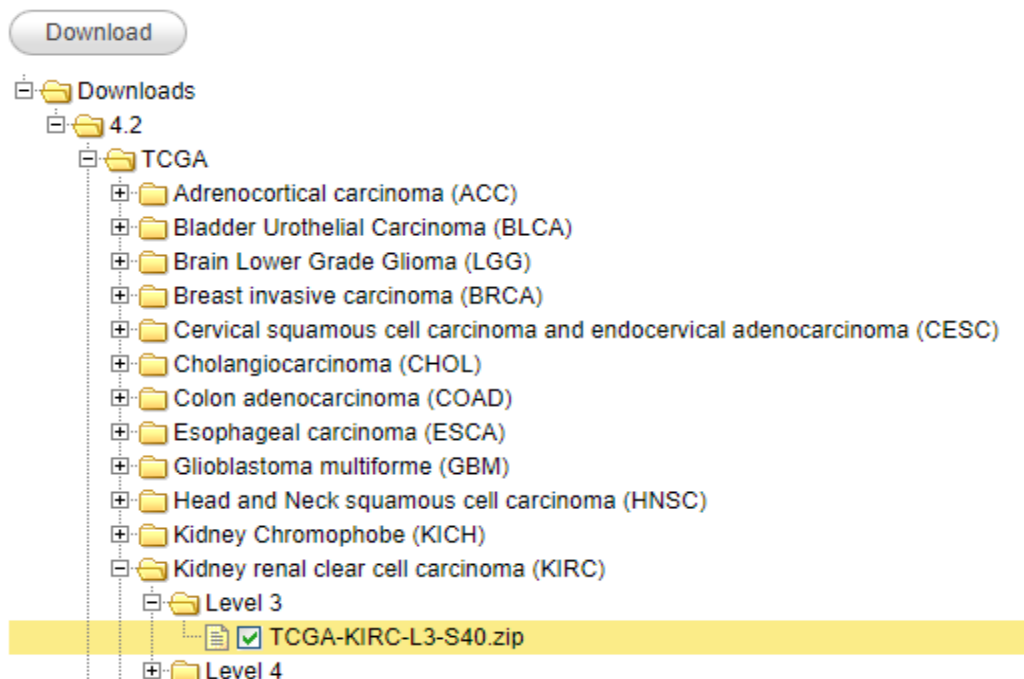 Download
Downloads
4.2
TCGA
Adrenocortical carcinoma (ACC)
Bladder Urothelial Carcinoma (BLCA)
Brain Lower Grade Glioma (LGG)
Breast invasive carcinoma (BRCA)
Cervical squamous cell carcinoma and endocervical adenocarcinoma (CESC)
Cholangiocarcinoma (CHOL)
Colon adenocarcinoma (COAD)
Esophageal carcinoma (ESCA)
Glioblastoma multiforme (GBM)
Head and Neck squamous cell carcinoma (HNSC)
Kidney Chromophobe (KICH)
Kidney renal clear cell carcinoma (KIRC)
Level 3
TCGA-KIRC-L3-S40.zip
Level 4